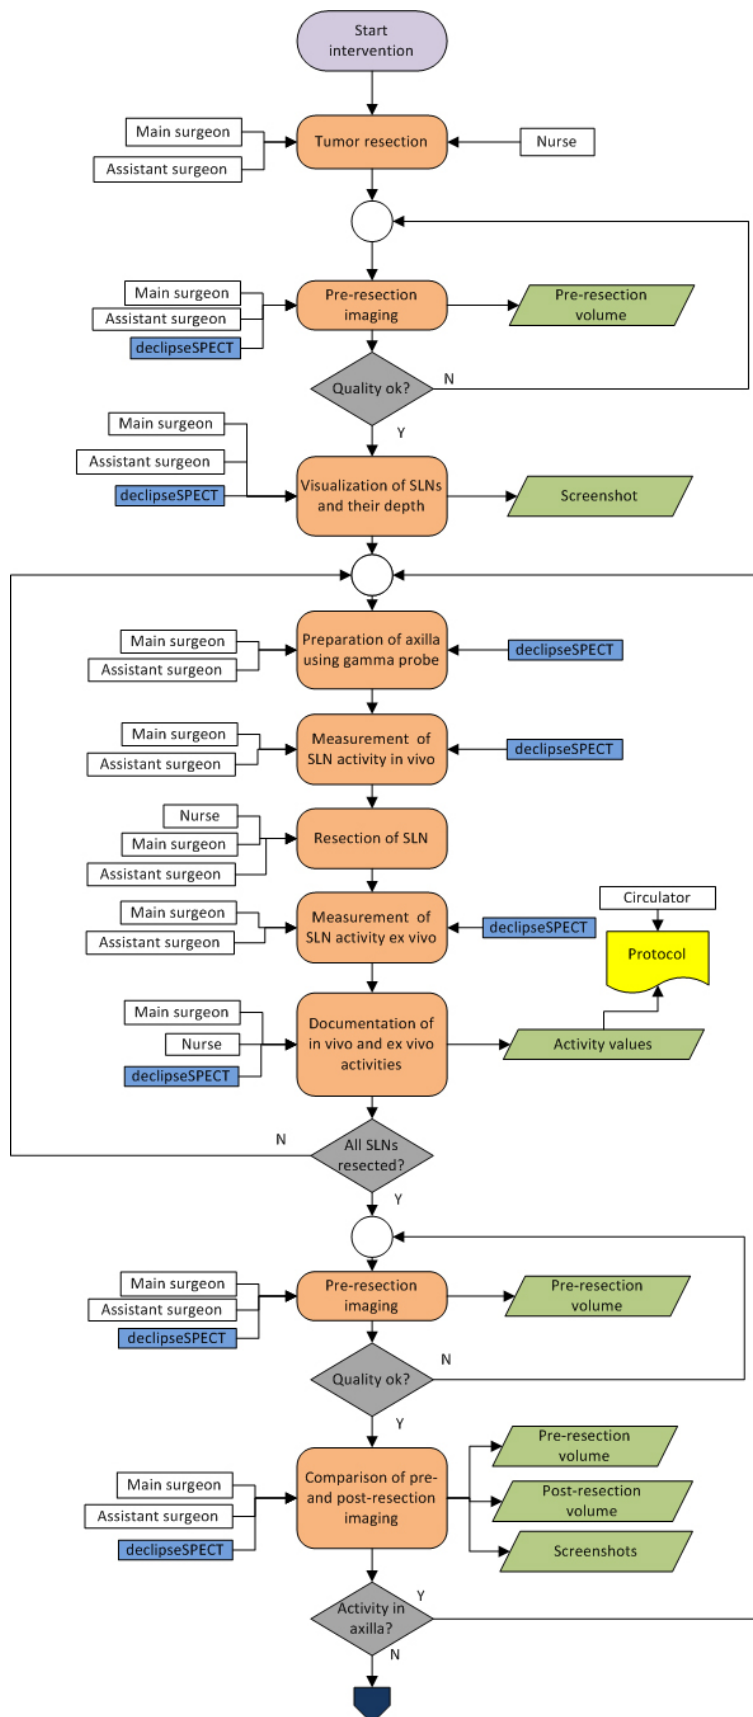 Start
intervention
Main surgeon
Assistant surgeon
Tumor resection
Nurse
Main surgeon
Assistant surgeon
declipseSPECT
Pre-resection
imaging
Pre-resection
volume
Quality ok?
N
Y
Main surgeon
Assistant surgeon
declipseSPECT
Visualization of SLNs
and their depth
Screenshot
Main surgeon
Assistant surgeon
Preparation of axilla
using gamma probe
declipseSPECT
Main surgeon
Assistant surgeon
Measurement of
SLN activity in vivo
declipseSPECT
Nurse
Main surgeon
Assistant surgeon
Resection of SLN
Main surgeon
Assistant surgeon
Measurement of
SLN activity ex vivo
declipseSPECT
Circulator
Protocol
Main surgeon
Nurse
declipseSPECT
Documentation of
in vivo and ex vivo
activities
Activity values
All SLNs
resected?
N
Y
Main surgeon
Assistant surgeon
declipseSPECT
Pre-resection
imaging
Pre-resection
volume
Quality ok?
N
Y
Main surgeon
Assistant surgeon
declipseSPECT
Comparison of pre-
and post-resection
imaging
Pre-resection
volume
Post-resection
volume
Screenshots
Activity in
axilla?
Y
N